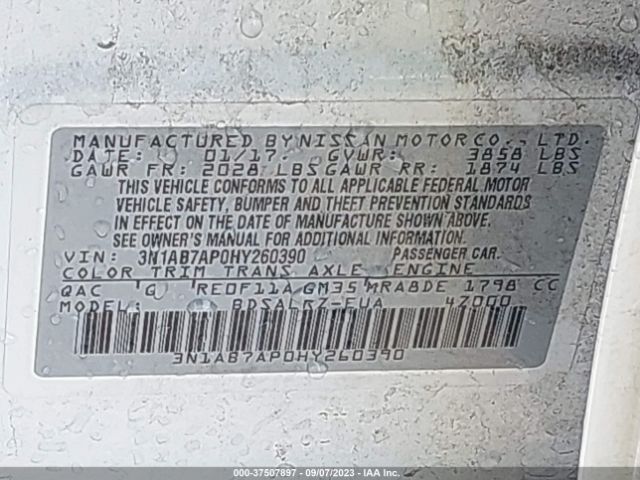 MANUFACTURED BY NISSAN MOTOR CO., LTD.
DATE: 01/17. GVWR: 3858 LBS
GAWR FR: 2028 LBS GAWR RR: 1874 LBS
THIS VEHICLE CONFORMS TO ALL APPLICABLE FEDERAL MOTOR
VEHICLE SAFETY, BUMPER AND THEFT PREVENTION STANDARDS
IN EFFECT ON THE DATE OF MANUFACTURE SHOWN ABOVE.
SEE OWNER'S MANUAL FOR ADDITIONAL INFORMATION.
VIN: 3N1AB7AP0HY260390 PASSENGER CAR.
COLOR TRIM TRANS AXLE ENGINE
QAC G RE0F11A GM35 MRA8DE 1798 CC
MODEL BDSALRZ-EUA 47000
3N1AB7AP0HY260390
000-37507897 - 09/07/2023 - IAA Inc.